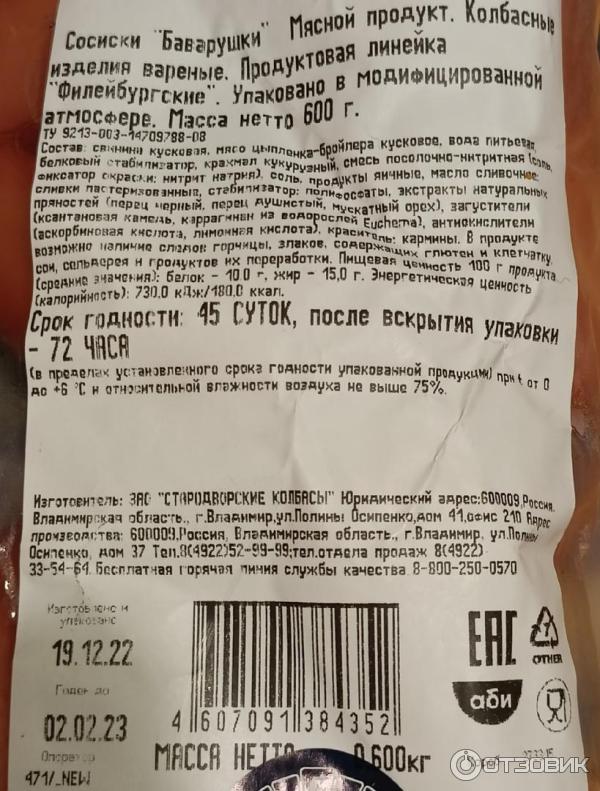 Сосиски "Баварушки" Мясной продукт. Колбасные
изделия вареные. Продуктовая линейка
"Филейбургские". Упаковано в модифицированной
атмосфере. Масса нетто 600 г.
ТУ 9213-003-14709788-08
Состав: свинина кусковая, мясо цыпленка-бройлера кусковое, вода питьевая,
белковый стабилизатор, крахмал кукурузный, смесь посолочно-нитритная (соль,
фиксатор окраски: нитрит натрия), соль, продукты яичные, масло сливочное,
сливки пастеризованные, стабилизатор: полифосфаты, экстракты натуральных
пряностей (перец черный, перец душистый, мускатный орех), загустители
(ксантановая камедь, каррагинан из водорослей Euchema), антиокислители
(аскорбиновая кислота, лимонная кислота), краситель: кармины. В продукте
возможно наличие следов горчицы, злаков, содержащих глютен и клетчатку,
сои, сельдерея и продуктов их переработки. Пищевая ценность 100 г продукта
(средние значения): белок - 10.0 г, жир - 15,0 г. Энергетическая ценность
(калорийность): 730,0 кДж/180,0 ккал.
Срок годности: 45 СУТОК, после вскрытия упаковки
- 72 ЧАСА
(в пределах установленного срока годности упакованной продукции) при t от 0
до +6 °С и относительной влажности воздуха не выше 75%.
Изготовитель: ЗАО "СТАРОДВОРСКИЕ КОЛБАСЫ" Юридический адрес:600009,Россия,
Владимирская область., г.Владимир,ул.Полины Осипенко,дом 41,офис 210 Адрес
производства: 600009,Россия, Владимирская область., г.Владимир, ул.Полины
Осипенко, дом 37 Тел.8(4922)52-99-99;тел.отдела продаж 8(4922)
33-54-64. Бесплатная горячая линия службы качества 8-800-250-0570
Изготовлено и
упаковано
19.12.22
Годен до
02.02.23
Оператор
471/_NEW
4 607091 384352
МАССА НЕТТО 0,600кг
EAC
7
OTHER
аби
Короб
ОТЗОВИК